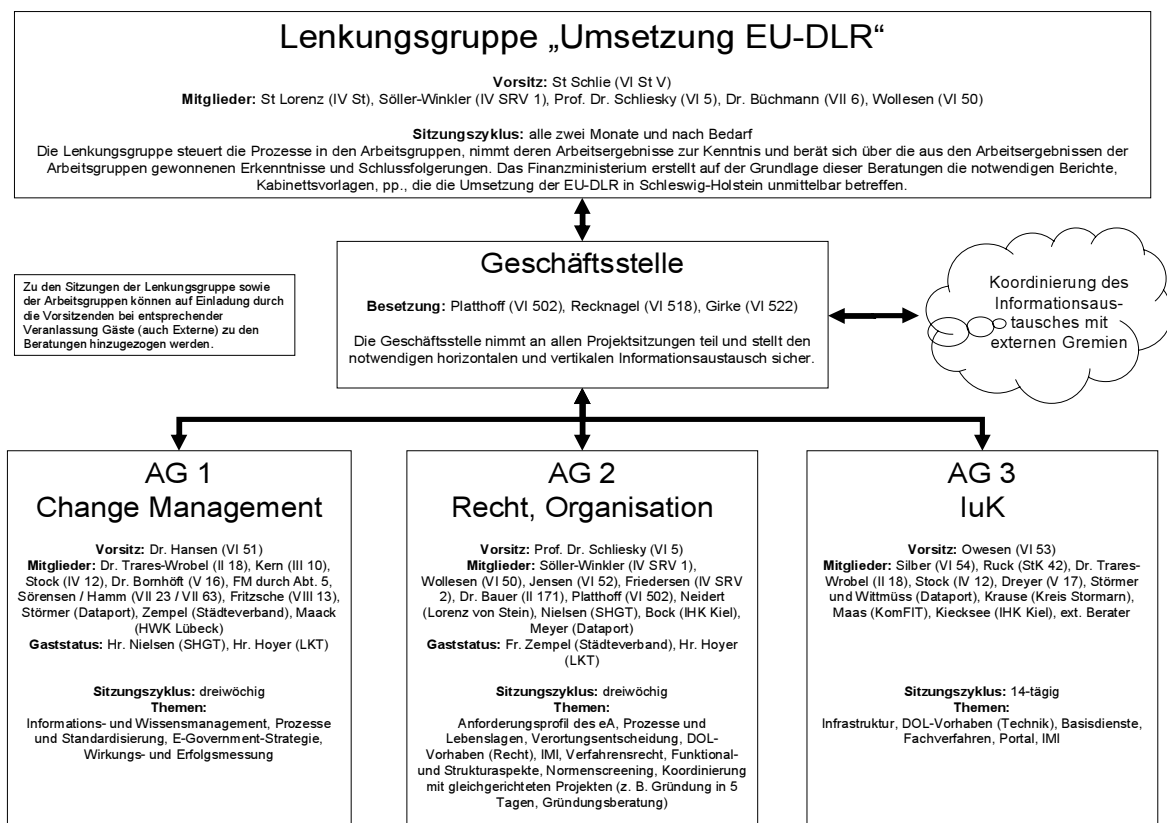 Lenkungsgruppe „Umsetzung EU-DLR“
Vorsitz: St Schlie (VI St V)
Mitglieder: St Lorenz (IV St), Söller-Winkler (IV SRV 1), Prof. Dr. Schliesky (VI 5), Dr. Büchmann (VII 6), Wollesen (VI 50)
Sitzungszyklus: alle zwei Monate und nach Bedarf
Die Lenkungsgruppe steuert die Prozesse in den Arbeitsgruppen, nimmt deren Arbeitsergebnisse zur Kenntnis und berät sich über die aus den Arbeitsergebnissen der
Arbeitsgruppen gewonnenen Erkenntnisse und Schlussfolgerungen. Das Finanzministerium erstellt auf der Grundlage dieser Beratungen die notwendigen Berichte,
Kabinettsvorlagen, pp., die die Umsetzung der EU-DLR in Schleswig-Holstein unmittelbar betreffen.
Zu den Sitzungen der Lenkungsgruppe sowie
der Arbeitsgruppen können auf Einladung durch
die Vorsitzenden bei entsprechender
Veranlassung Gäste (auch Externe) zu den
Beratungen hinzugezogen werden.
Geschäftsstelle
Besetzung: Platthoff (VI 502), Recknagel (VI 518), Girke (VI 522)
Die Geschäftsstelle nimmt an allen Projektsitzungen teil und stellt den
notwendigen horizontalen und vertikalen Informationsaustausch sicher.
Koordinierung des
Informationsaus-
tausches mit
externen Gremien
AG 1
Change Management
Vorsitz: Dr. Hansen (VI 51)
Mitglieder: Dr. Trares-Wrobel (II 18), Kern (III 10),
Stock (IV 12), Dr. Bornhöft (V 16), FM durch Abt. 5,
Sörensen / Hamm (VII 23 / VII 63), Fritzsche (VIII 13),
Störmer (Dataport), Zempel (Städteverband), Maack
(HWK Lübeck)
Gaststatus: Hr. Nielsen (SHGT), Hr. Hoyer (LKT)
Sitzungszyklus: dreiwöchig
Themen:
Informations- und Wissensmanagement, Prozesse
und Standardisierung, E-Government-Strategie,
Wirkungs- und Erfolgsmessung
AG 2
Recht, Organisation
Vorsitz: Prof. Dr. Schliesky (VI 5)
Mitglieder: Söller-Winkler (IV SRV 1),
Wollesen (VI 50), Jensen (VI 52), Friedersen (IV SRV
2), Dr. Bauer (II 171), Platthoff (VI 502), Neidert
(Lorenz von Stein), Nielsen (SHGT), Bock (IHK Kiel),
Meyer (Dataport)
Gaststatus: Fr. Zempel (Städteverband), Hr. Hoyer
(LKT)
Sitzungszyklus: dreiwöchig
Themen:
Anforderungsprofil des eA, Prozesse und
Lebenslagen, Verortungsentscheidung, DOL-
Vorhaben (Recht), IMI, Verfahrensrecht, Funktional-
und Strukturaspekte, Normenscreening, Koordinierung
mit gleichgerichteten Projekten (z. B. Gründung in 5
Tagen, Gründungsberatung)
AG 3
IuK
Vorsitz: Owesen (VI 53)
Mitglieder: Silber (VI 54), Ruck (StK 42), Dr. Trares-
Wrobel (II 18), Stock (IV 12), Dreyer (V 17), Störmer
und Wittmüss (Dataport), Krause (Kreis Stormarn),
Maas (KomFIT), Kiecksee (IHK Kiel), ext. Berater
Sitzungszyklus: 14-tägig
Themen:
Infrastruktur, DOL-Vorhaben (Technik), Basisdienste,
Fachverfahren, Portal, IMI